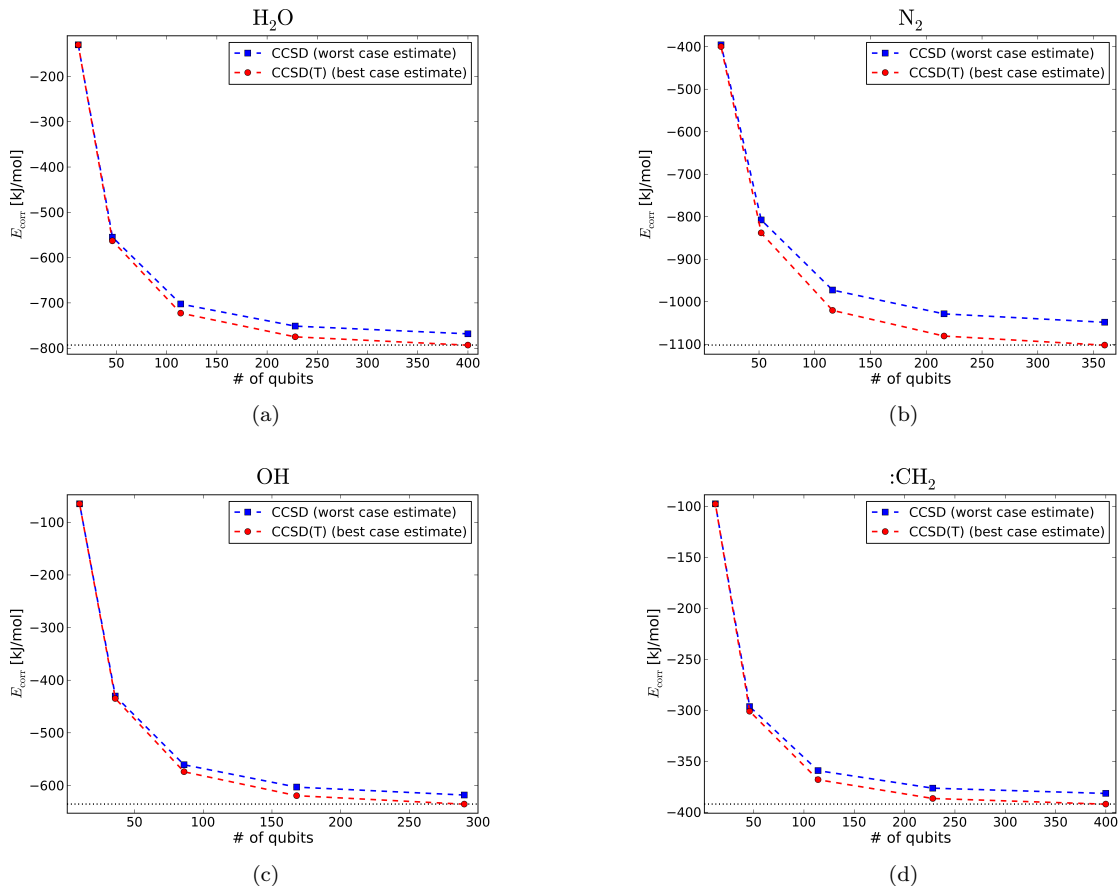 H₂O
CCSD (worst case estimate)
CCSD(T) (best case estimate)
E_corr [kJ/mol]
−200
−300
−400
−500
−600
−700
−800
50 100 150 200 250 300 350 400
# of qubits
(a)
N₂
CCSD (worst case estimate)
CCSD(T) (best case estimate)
E_corr [kJ/mol]
−400
−500
−600
−700
−800
−900
−1000
−1100
50 100 150 200 250 300 350
# of qubits
(b)
OH
CCSD (worst case estimate)
CCSD(T) (best case estimate)
E_corr [kJ/mol]
−100
−200
−300
−400
−500
−600
50 100 150 200 250 300
# of qubits
(c)
:CH₂
CCSD (worst case estimate)
CCSD(T) (best case estimate)
E_corr [kJ/mol]
−100
−150
−200
−250
−300
−350
−400
50 100 150 200 250 300 350 400
# of qubits
(d)